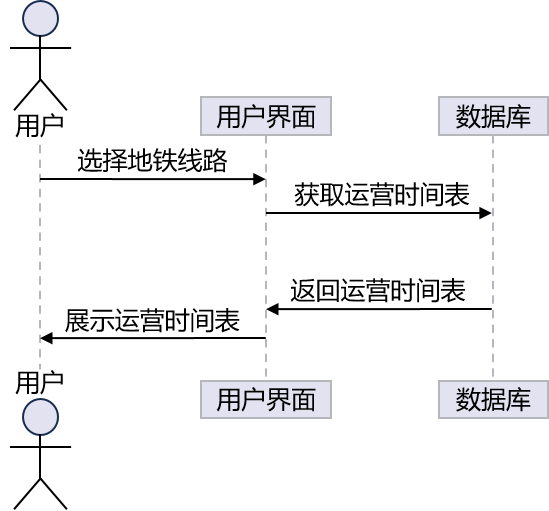 用户
用户界面
数据库
选择地铁线路
获取运营时间表
返回运营时间表
展示运营时间表
用户
用户界面
数据库